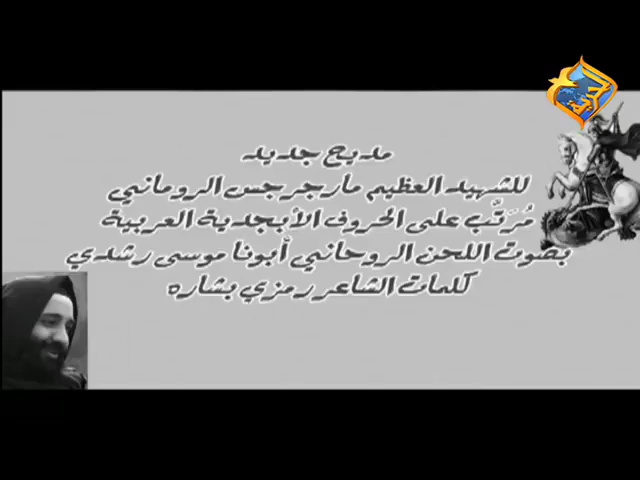 مديح جديد
للشهيد العظيم مارجرجس الروماني
مُرَتَّب على الحروف الأبجدية العربية
بصوت اللحن الروحاني أبونا موسى رشدي
كلمات الشاعر رمزي بشاره